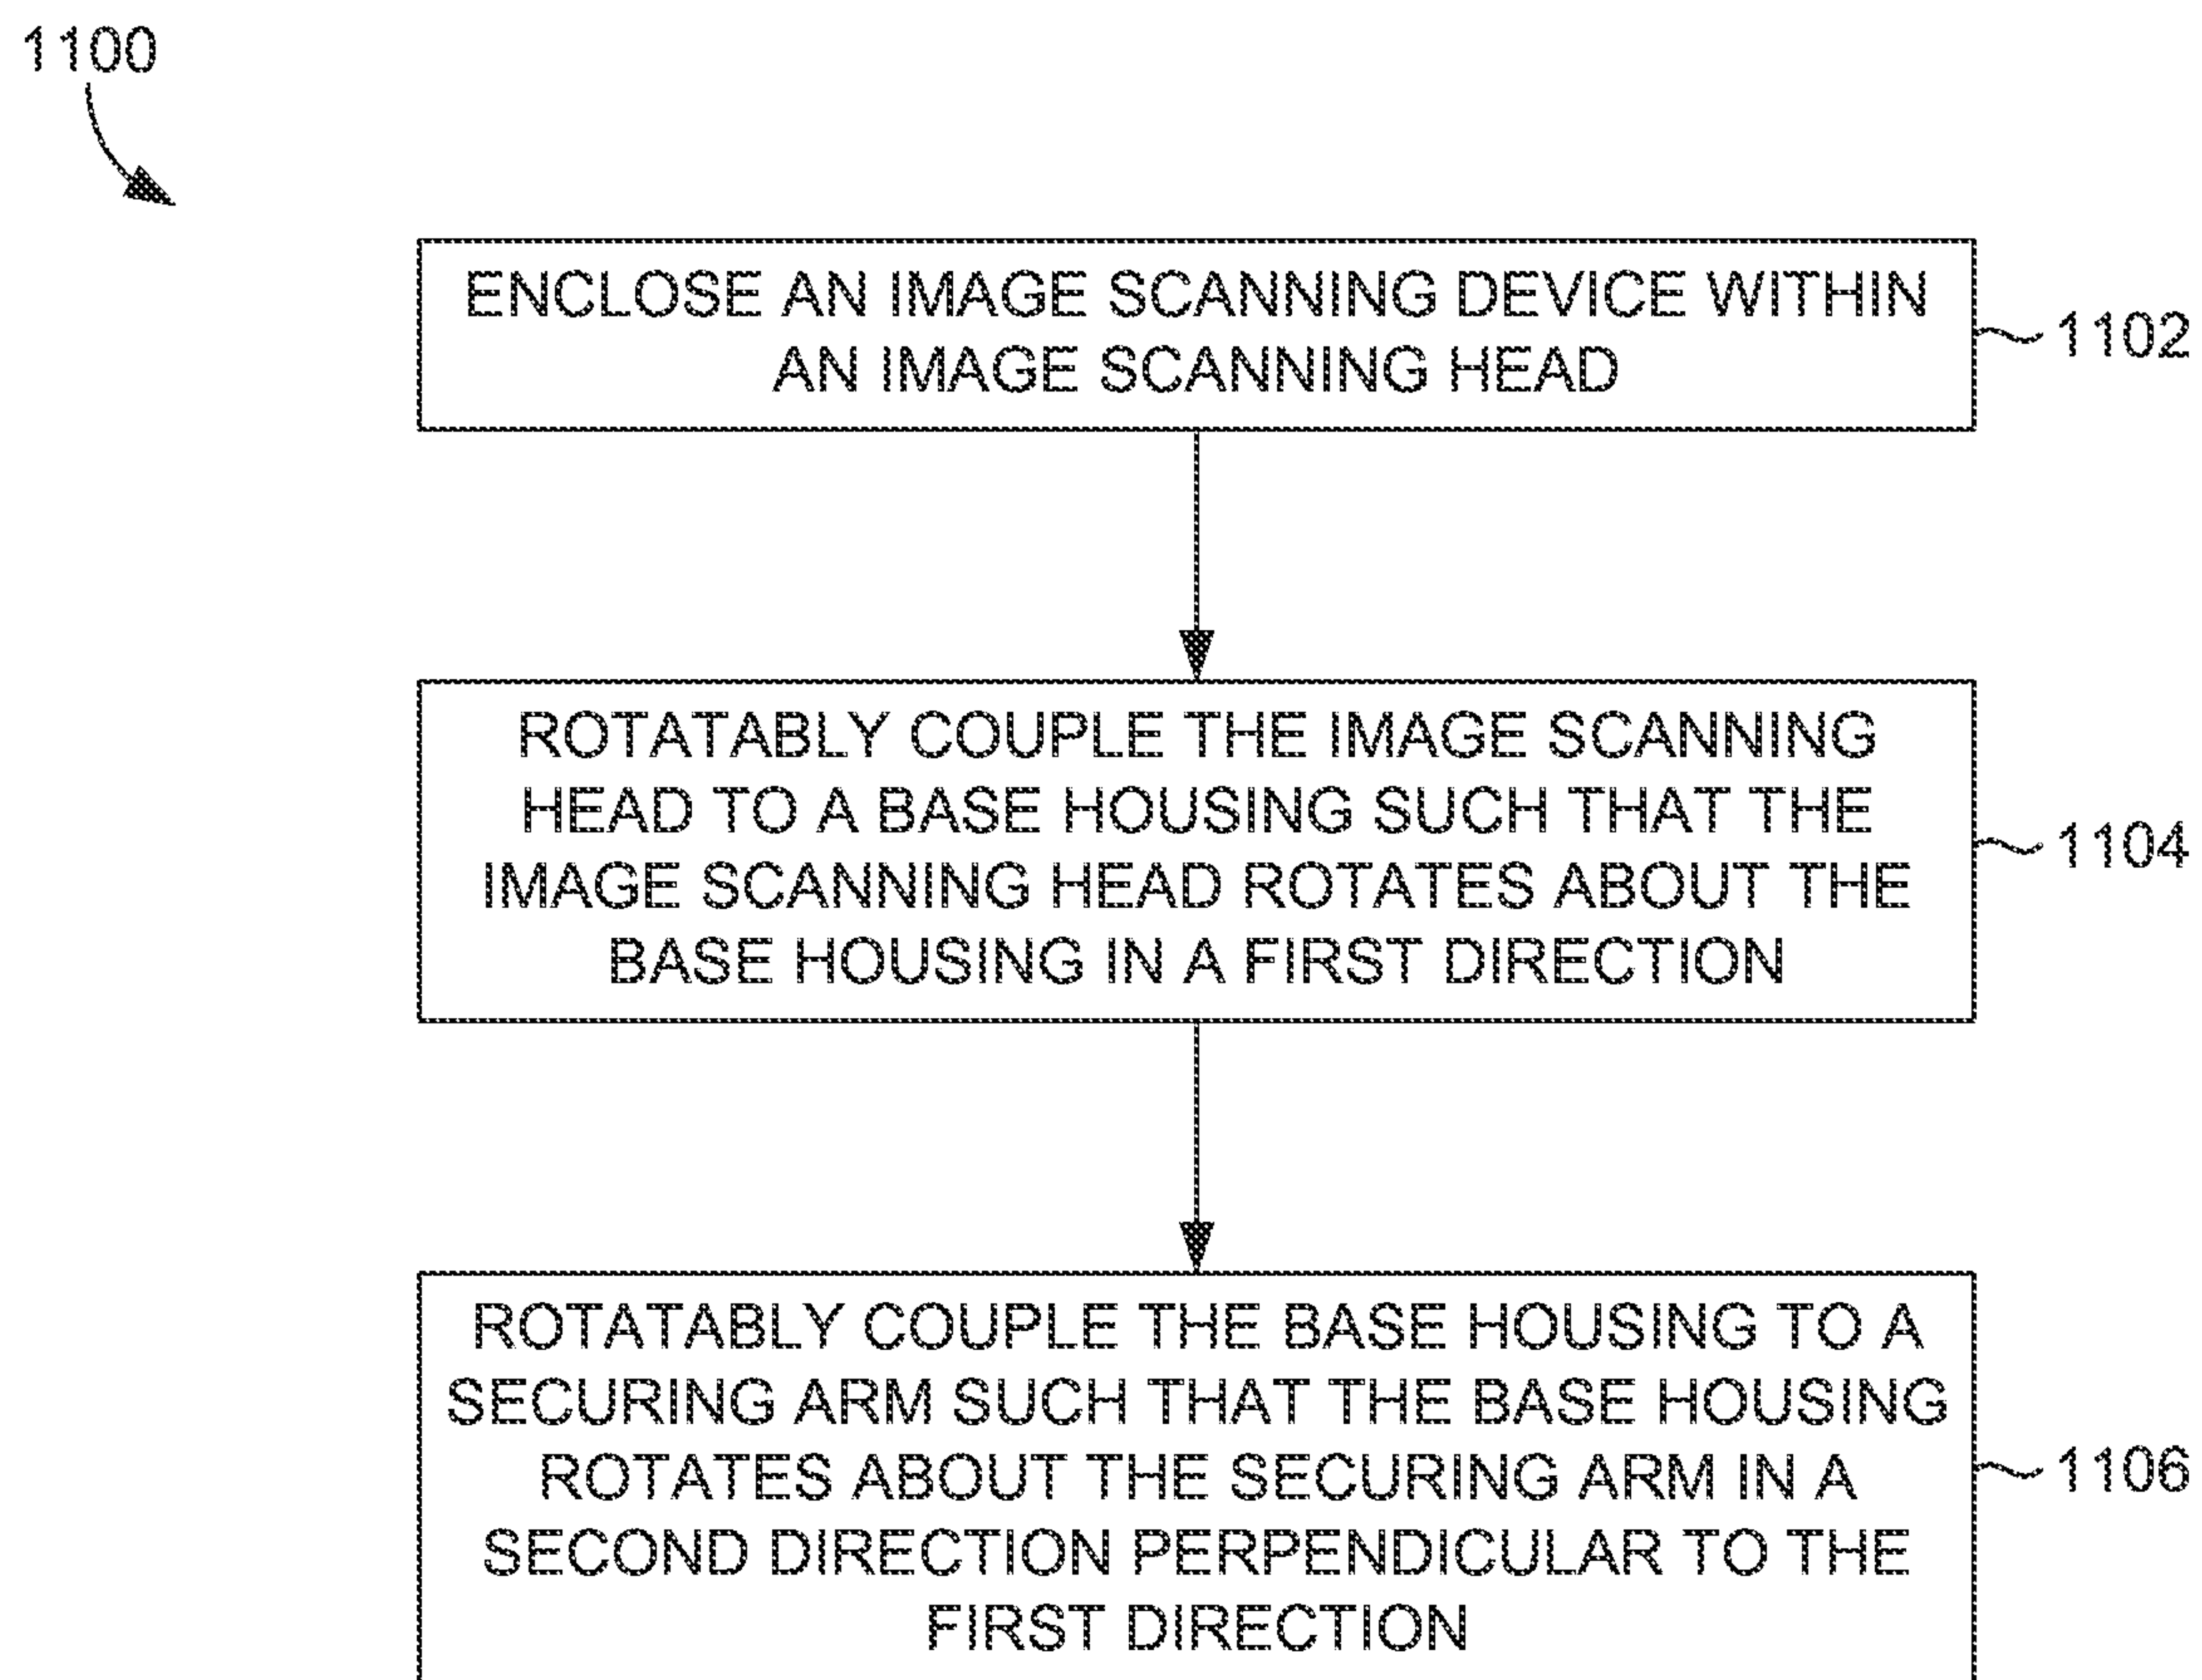 1100
ENCLOSE AN IMAGE SCANNING DEVICE WITHIN
AN IMAGE SCANNING HEAD
1102
ROTATABLY COUPLE THE IMAGE SCANNING
HEAD TO A BASE HOUSING SUCH THAT THE
IMAGE SCANNING HEAD ROTATES ABOUT THE
BASE HOUSING IN A FIRST DIRECTION
1104
ROTATABLY COUPLE THE BASE HOUSING TO A
SECURING ARM SUCH THAT THE BASE HOUSING
ROTATES ABOUT THE SECURING ARM IN A
SECOND DIRECTION PERPENDICULAR TO THE
FIRST DIRECTION
1106